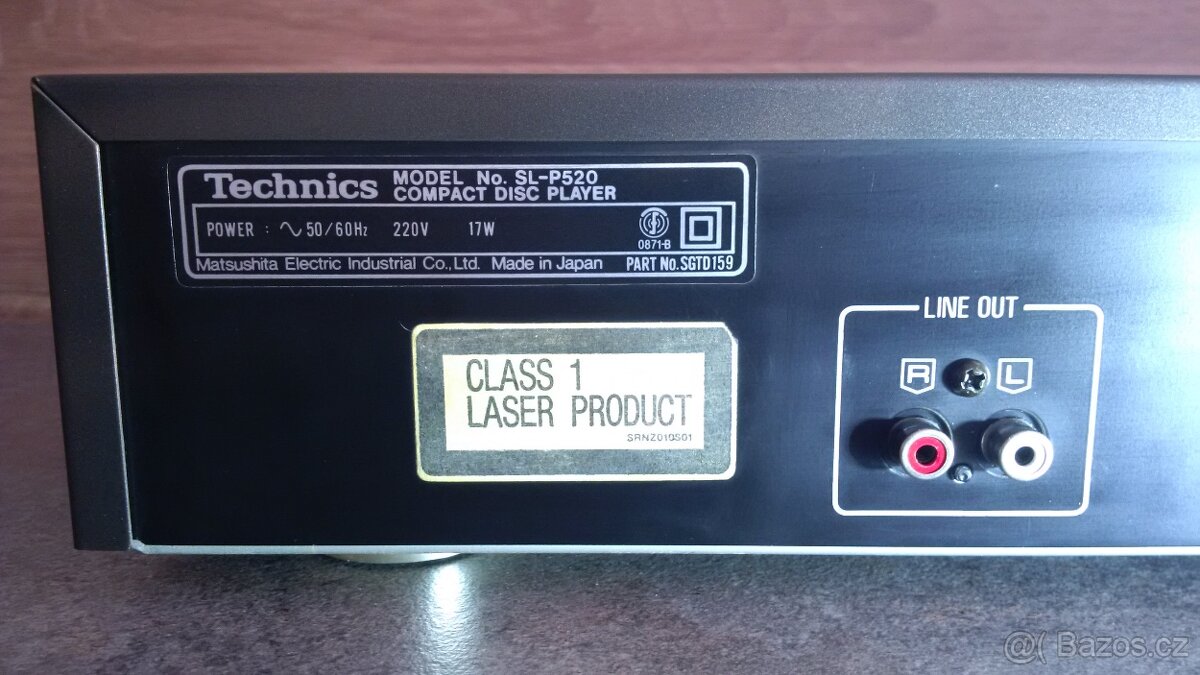 Technics MODEL No. SL-P520
COMPACT DISC PLAYER
POWER : ∿ 50/60Hz 220V 17W
0871-B
Matsushita Electric Industrial Co.,Ltd. Made in Japan PART No.SGTD159
LINE OUT
R L
CLASS 1
LASER PRODUCT
SRNZ010S01
@( Bazos.cz